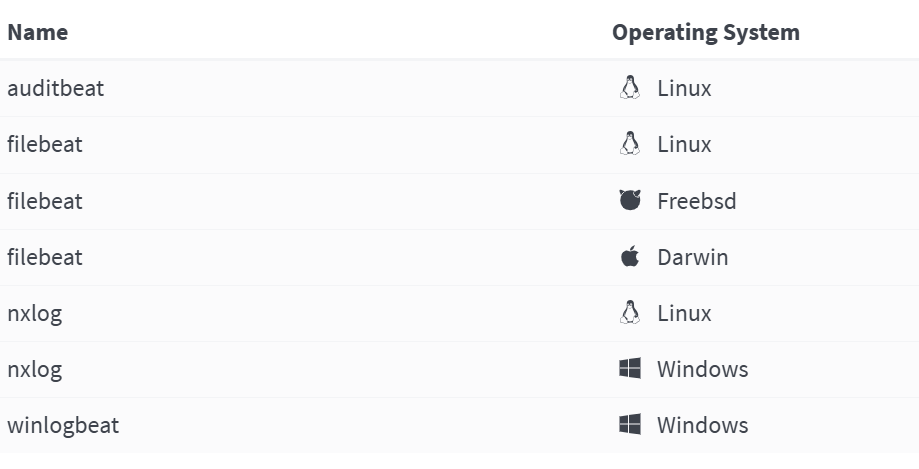 Name Operating System
auditbeat Linux
filebeat Linux
filebeat Freebsd
filebeat Darwin
nxlog Linux
nxlog Windows
winlogbeat Windows